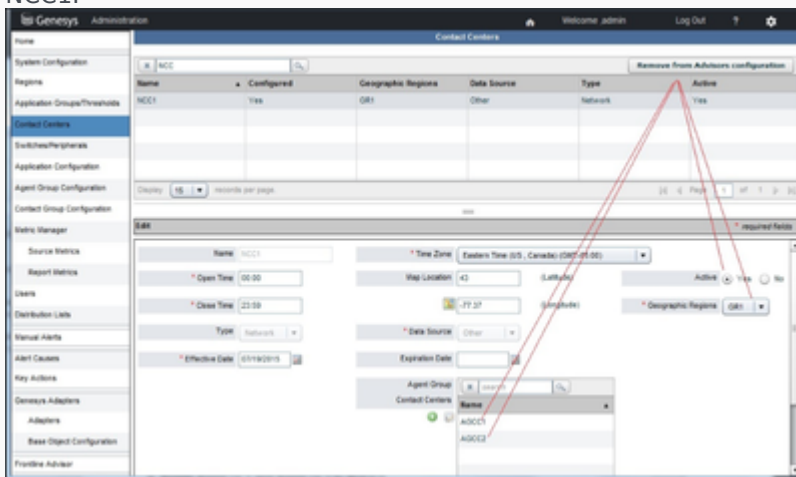 NCC1.
Genesys Administration Welcome admin Log Out ?
Home
System Configuration
Regions
Application Groups/Thresholds
Contact Centers
Switches/Peripherals
Application Configuration
Agent Group Configuration
Contact Group Configuration
Metric Manager
Source Metrics
Report Metrics
Users
Distribution Lists
Manual Alerts
Alert Causes
Key Actions
Genesys Adapters
Adapters
Base Object Configuration
Frontline Advisor
Contact Centers
x NCC
Remove from Advisors configuration
Name Configured Geographic Regions Data Source Type Active
NCC1 Yes GR1 Other Network Yes
Display 15 records per page Page 1 of 1
Edit * required fields
Name NCC1 * Time Zone Eastern Time (US, Canada) (GMT-05:00)
* Open Time 00:00 Map Location 43 (Latitude) Active Yes No
* Close Time 23:59 -77.37 (Longitude) * Geographic Regions GR1
Type Network * Data Source Other
* Effective Date 07/19/2015 Expiration Date
Agent Group x search
Contact Centers Name
AGCC1
AGCC2